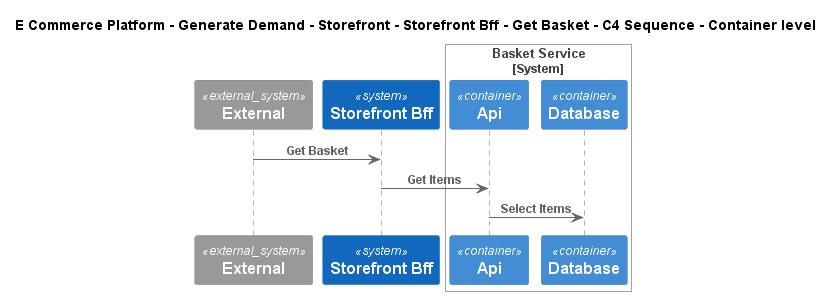 E Commerce Platform - Generate Demand - Storefront - Storefront Bff - Get Basket - C4 Sequence - Container level
Basket Service
[System]
«external_system»
External
«system»
Storefront Bff
«container»
Api
«container»
Database
Get Basket
Get Items
Select Items
«external_system»
External
«system»
Storefront Bff
«container»
Api
«container»
Database